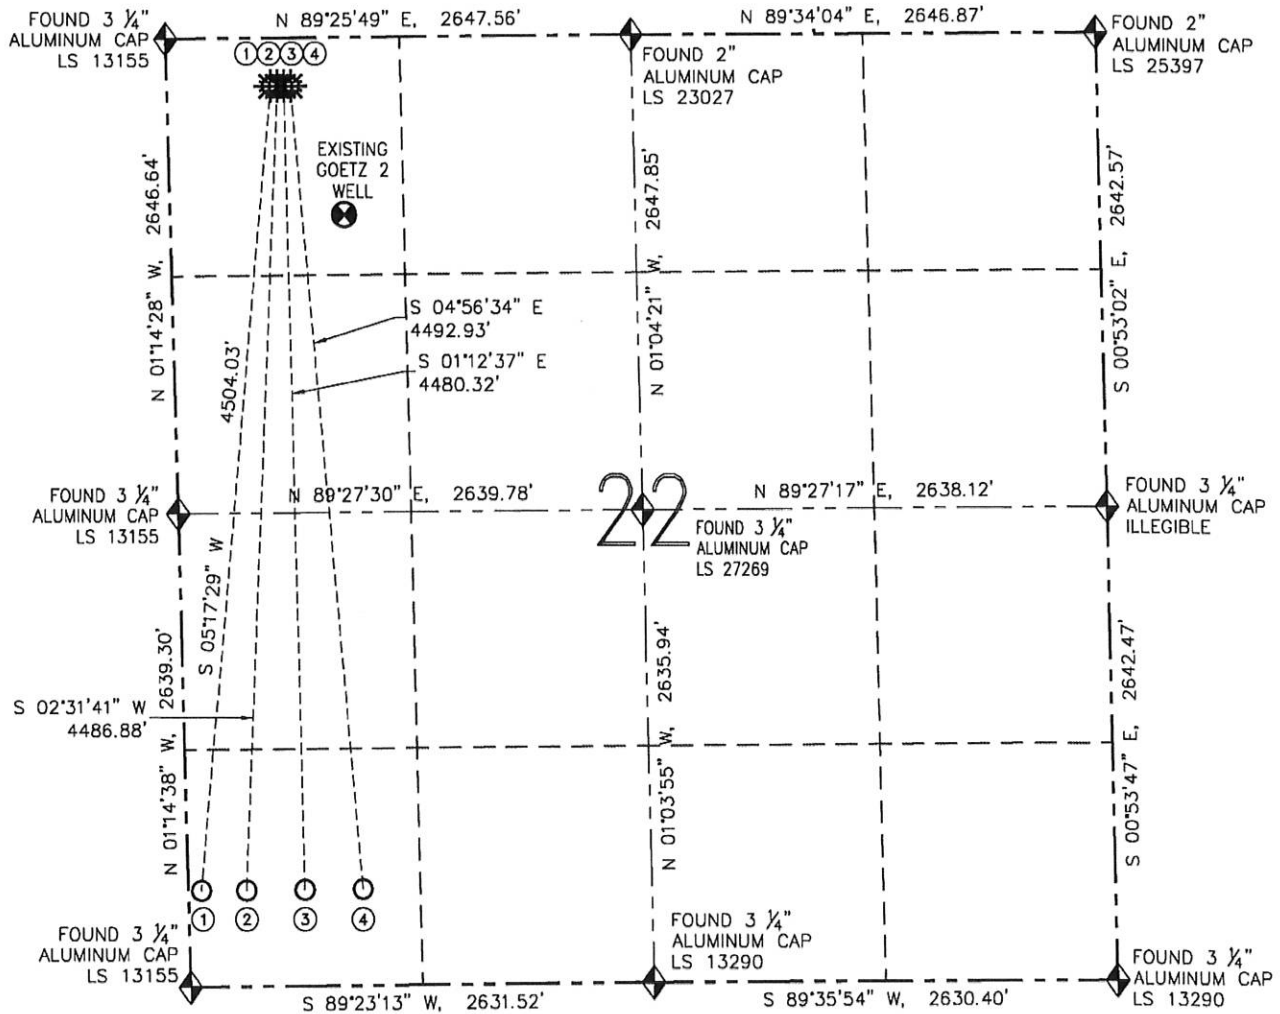 N 89°25'49" E, 2647.56'
N 89°34'04" E, 2646.87'
FOUND 3 ¼"
ALUMINUM CAP
LS 13155
① ② ③ ④
FOUND 2"
ALUMINUM CAP
LS 23027
FOUND 2"
ALUMINUM CAP
LS 25397
EXISTING
GOETZ 2
WELL
N 01°14'28" W, 2646.64'
N 01°04'21" W, 2647.85'
S 00°53'02" E, 2642.57'
S 04°56'34" E
4492.93'
S 01°12'37" E
4480.32'
S 05°17'29" W 4504.03'
FOUND 3 ¼"
ALUMINUM CAP
LS 13155
N 89°27'30" E, 2639.78'
22
N 89°27'17" E, 2638.12'
FOUND 3 ¼"
ALUMINUM CAP
LS 27269
FOUND 3 ¼"
ALUMINUM CAP
ILLEGIBLE
S 02°31'41" W
4486.88'
N 01°14'38" W, 2639.30'
N 01°03'55" W, 2635.94'
S 00°53'47" E, 2642.47'
① ② ③ ④
FOUND 3 ¼"
ALUMINUM CAP
LS 13155
FOUND 3 ¼"
ALUMINUM CAP
LS 13290
FOUND 3 ¼"
ALUMINUM CAP
LS 13290
S 89°23'13" W, 2631.52'
S 89°35'54" W, 2630.40'